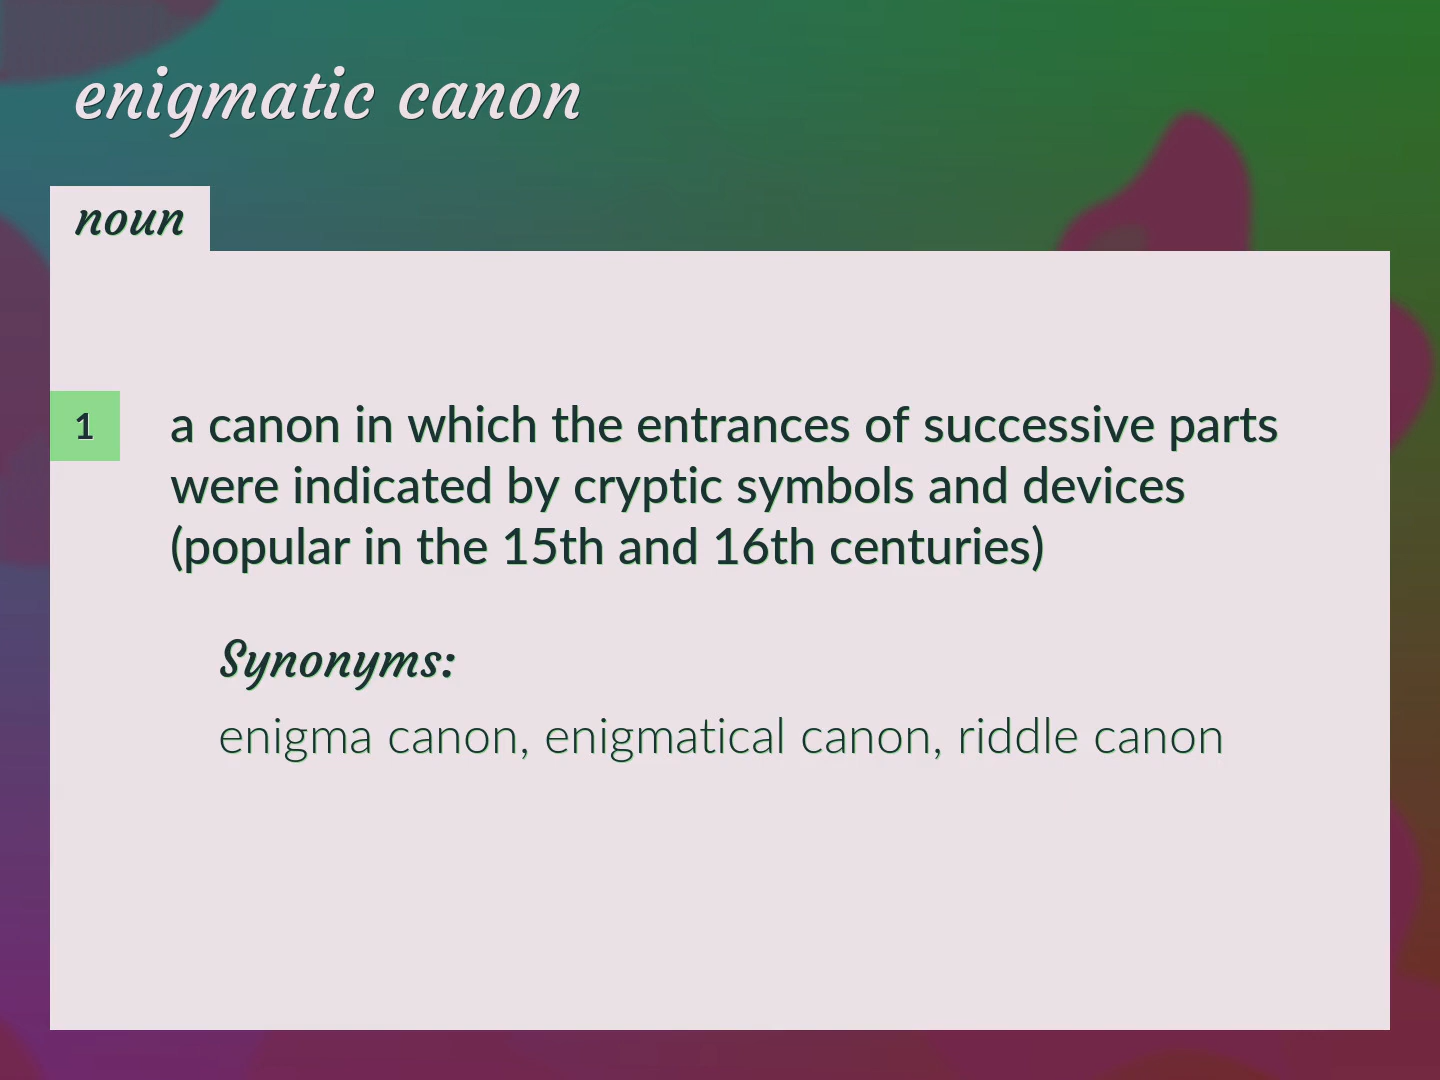 enigmatic canon
noun
1
a canon in which the entrances of successive parts
were indicated by cryptic symbols and devices
(popular in the 15th and 16th centuries)
Synonyms:
enigma canon, enigmatical canon, riddle canon